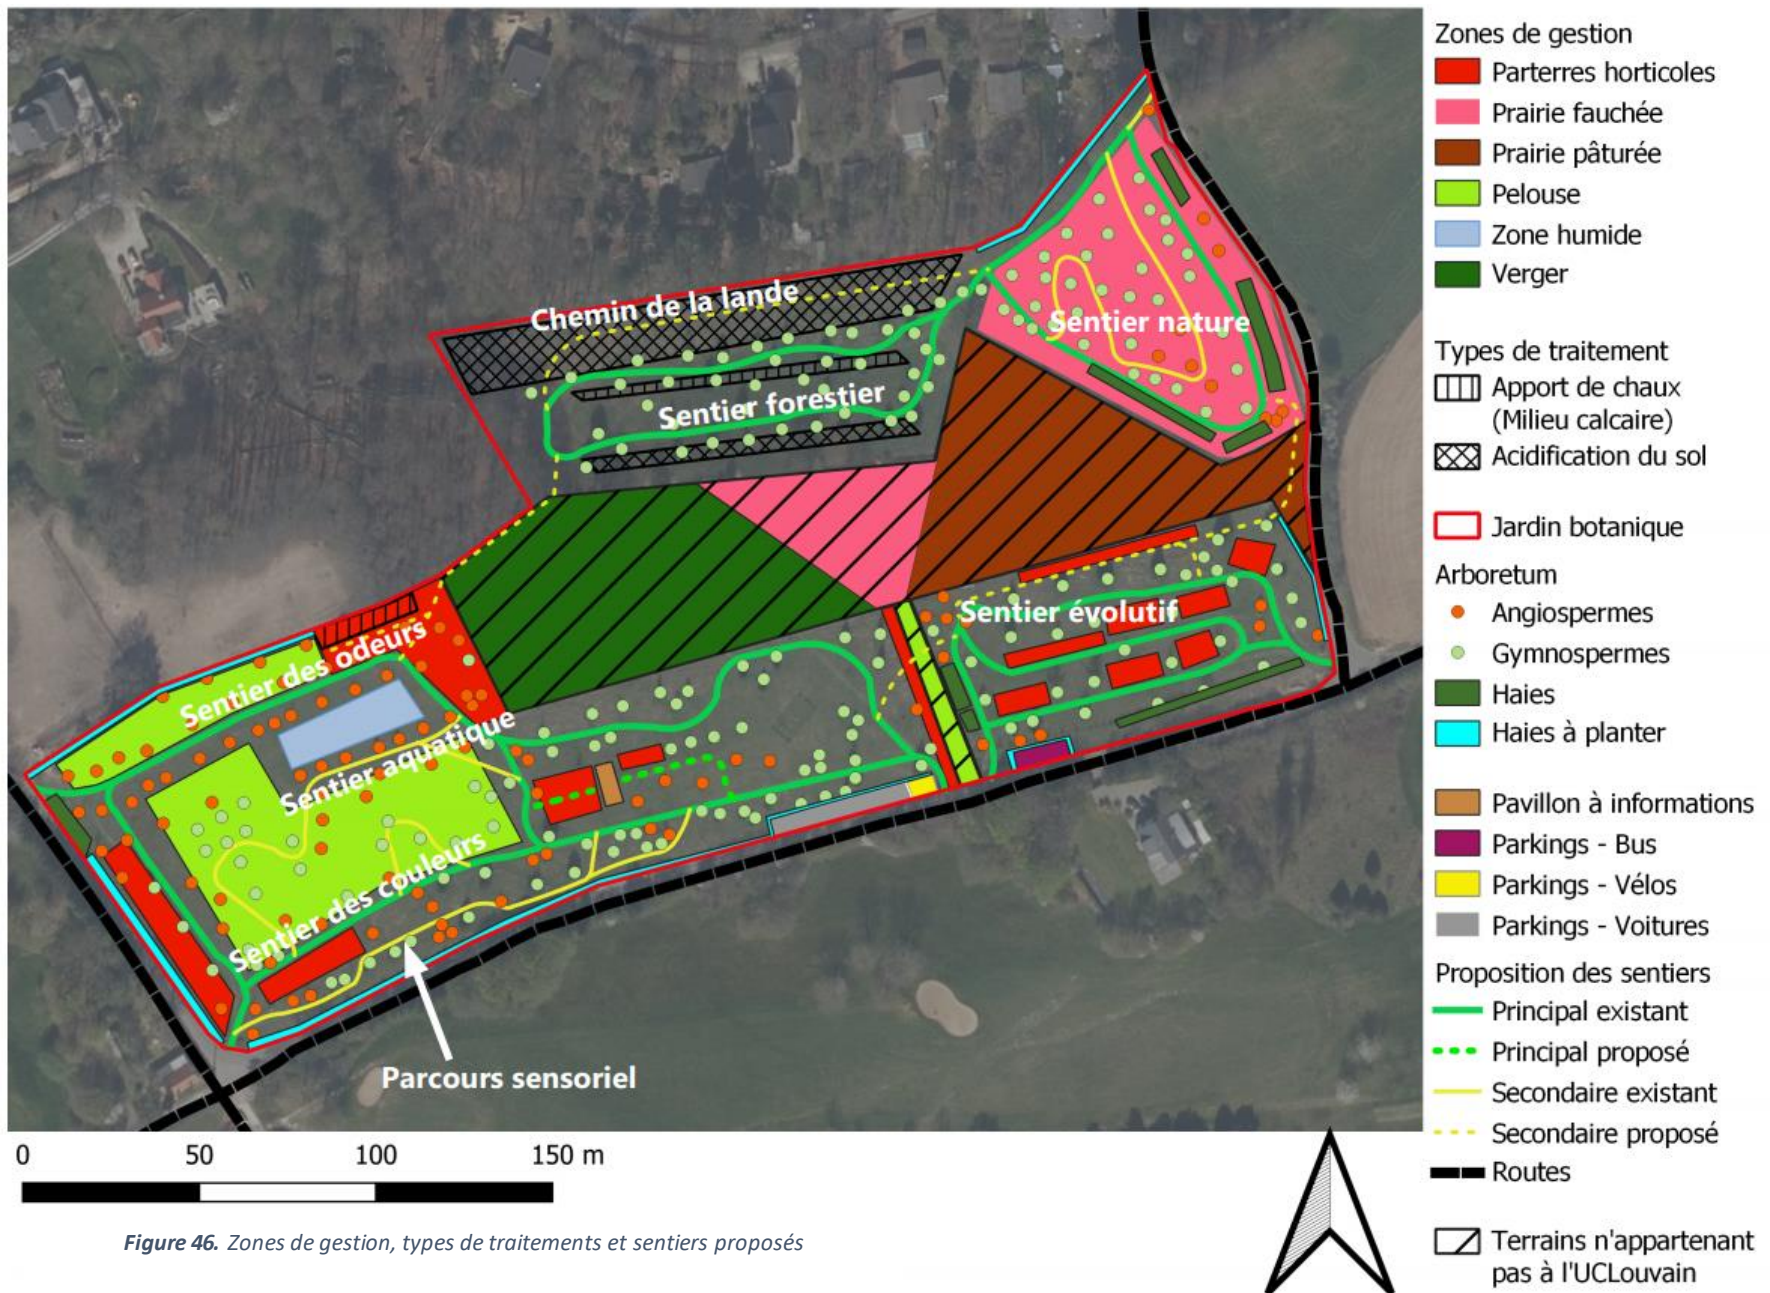 Chemin de la lande
Sentier nature
Sentier forestier
Sentier évolutif
Sentier des odeurs
Sentier aquatique
Sentier des couleurs
Parcours sensoriel
0 50 100 150 m
Figure 46. Zones de gestion, types de traitements et sentiers proposés
Zones de gestion
Parterres horticoles
Prairie fauchée
Prairie pâturée
Pelouse
Zone humide
Verger
Types de traitement
Apport de chaux
(Milieu calcaire)
Acidification du sol
Jardin botanique
Arboretum
Angiospermes
Gymnospermes
Haies
Haies à planter
Pavillon à informations
Parkings - Bus
Parkings - Vélos
Parkings - Voitures
Proposition des sentiers
Principal existant
Principal proposé
Secondaire existant
Secondaire proposé
Routes
Terrains n'appartenant
pas à l'UCLouvain